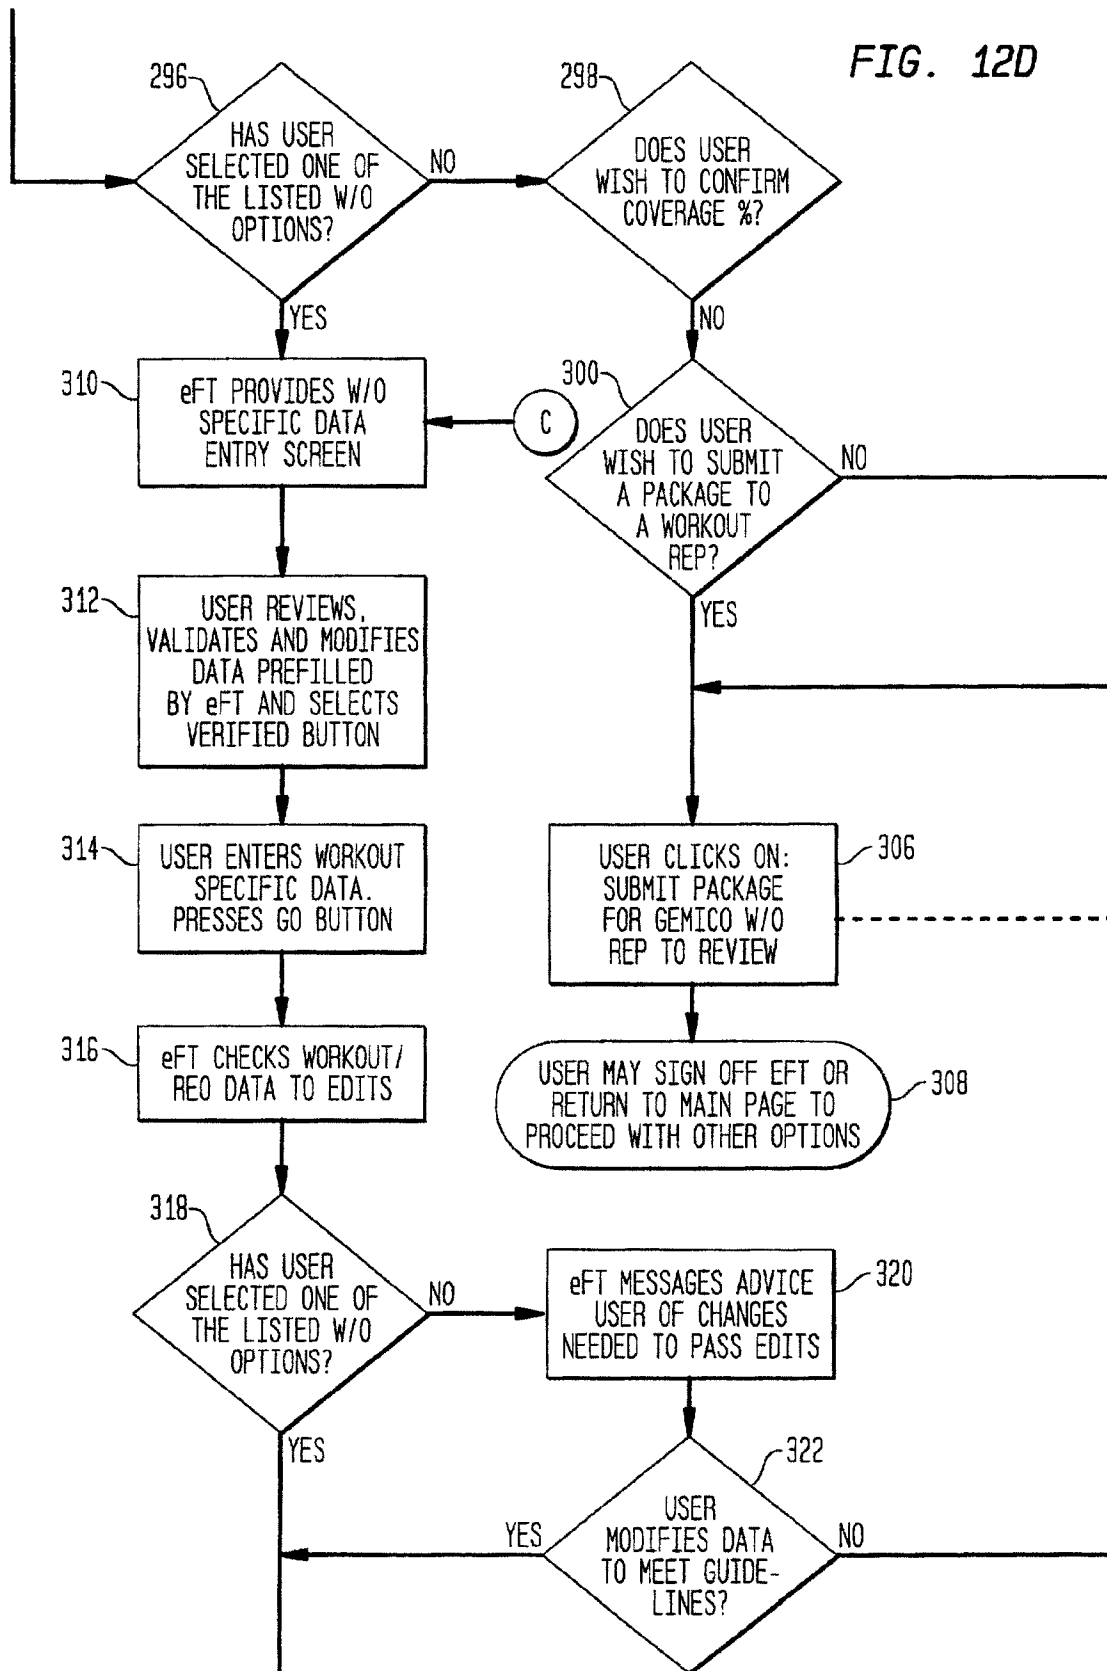 FIG. 12D
296
HAS USER
SELECTED ONE OF
THE LISTED W/O
OPTIONS?
NO
YES
298
DOES USER
WISH TO CONFIRM
COVERAGE %?
NO
310
eFT PROVIDES W/O
SPECIFIC DATA
ENTRY SCREEN
C
300
DOES USER
WISH TO SUBMIT
A PACKAGE TO
A WORKOUT
REP?
NO
YES
312
USER REVIEWS,
VALIDATES AND MODIFIES
DATA PREFILLED
BY eFT AND SELECTS
VERIFIED BUTTON
314
USER ENTERS WORKOUT
SPECIFIC DATA.
PRESSES GO BUTTON
306
USER CLICKS ON:
SUBMIT PACKAGE
FOR GEMICO W/O
REP TO REVIEW
316
eFT CHECKS WORKOUT/
REO DATA TO EDITS
308
USER MAY SIGN OFF EFT OR
RETURN TO MAIN PAGE TO
PROCEED WITH OTHER OPTIONS
318
HAS USER
SELECTED ONE OF
THE LISTED W/O
OPTIONS?
NO
YES
320
eFT MESSAGES ADVICE
USER OF CHANGES
NEEDED TO PASS EDITS
322
USER
MODIFIES DATA
TO MEET GUIDE-
LINES?
YES
NO